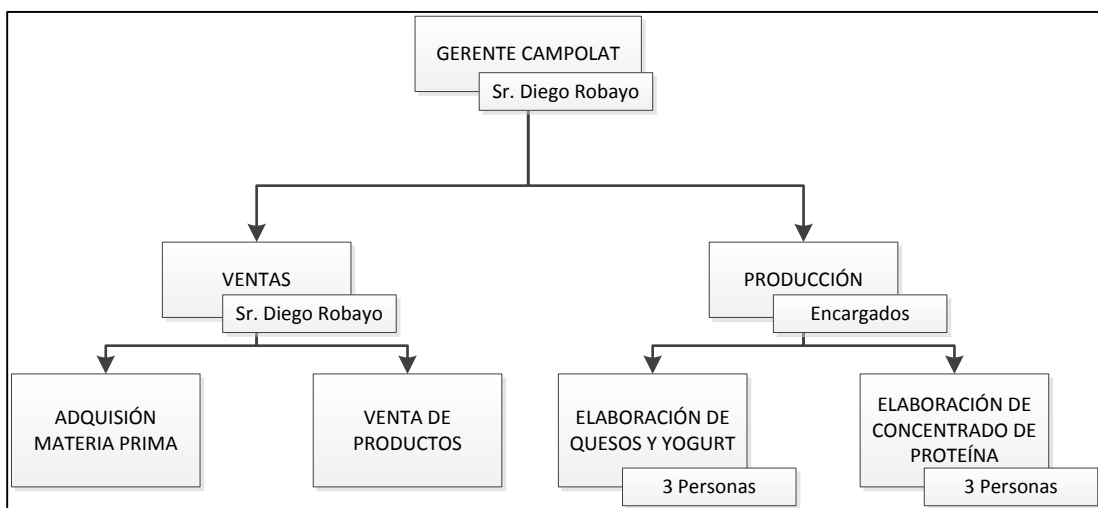 GERENTE CAMPOLAT
Sr. Diego Robayo
VENTAS
Sr. Diego Robayo
PRODUCCIÓN
Encargados
ADQUISIÓN
MATERIA PRIMA
VENTA DE
PRODUCTOS
ELABORACIÓN DE
QUESOS Y YOGURT
3 Personas
ELABORACIÓN DE
CONCENTRADO DE
PROTEÍNA
3 Personas